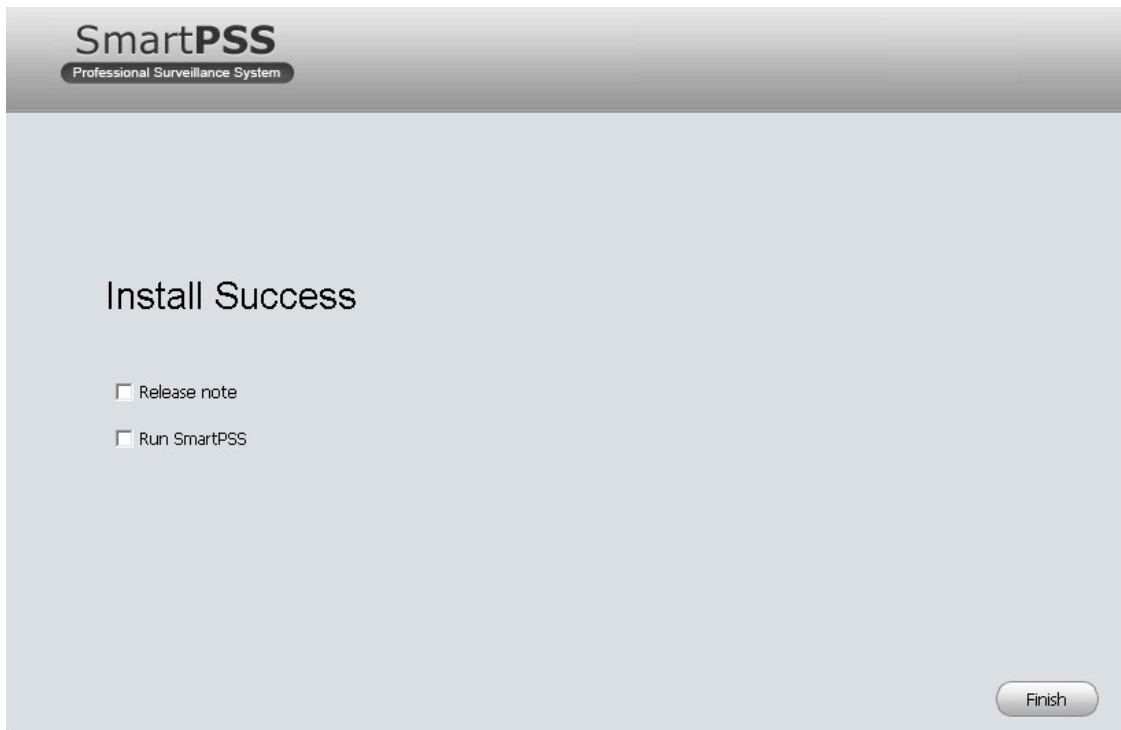 SmartPSS
Professional Surveillance System
Install Success
Release note
Run SmartPSS
Finish